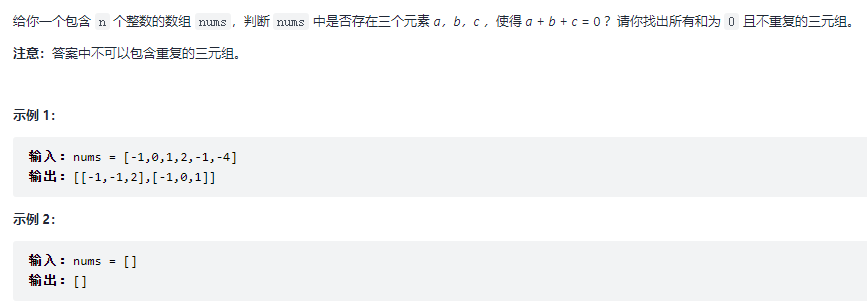 给你一个包含 n 个整数的数组 nums，判断 nums 中是否存在三个元素 a，b，c ，使得 a + b + c = 0？请你找出所有和为 0 且不重复的三元组。
注意：答案中不可以包含重复的三元组。
示例 1：
输入：nums = [-1,0,1,2,-1,-4]
输出：[[-1,-1,2],[-1,0,1]]
示例 2：
输入：nums = []
输出：[]